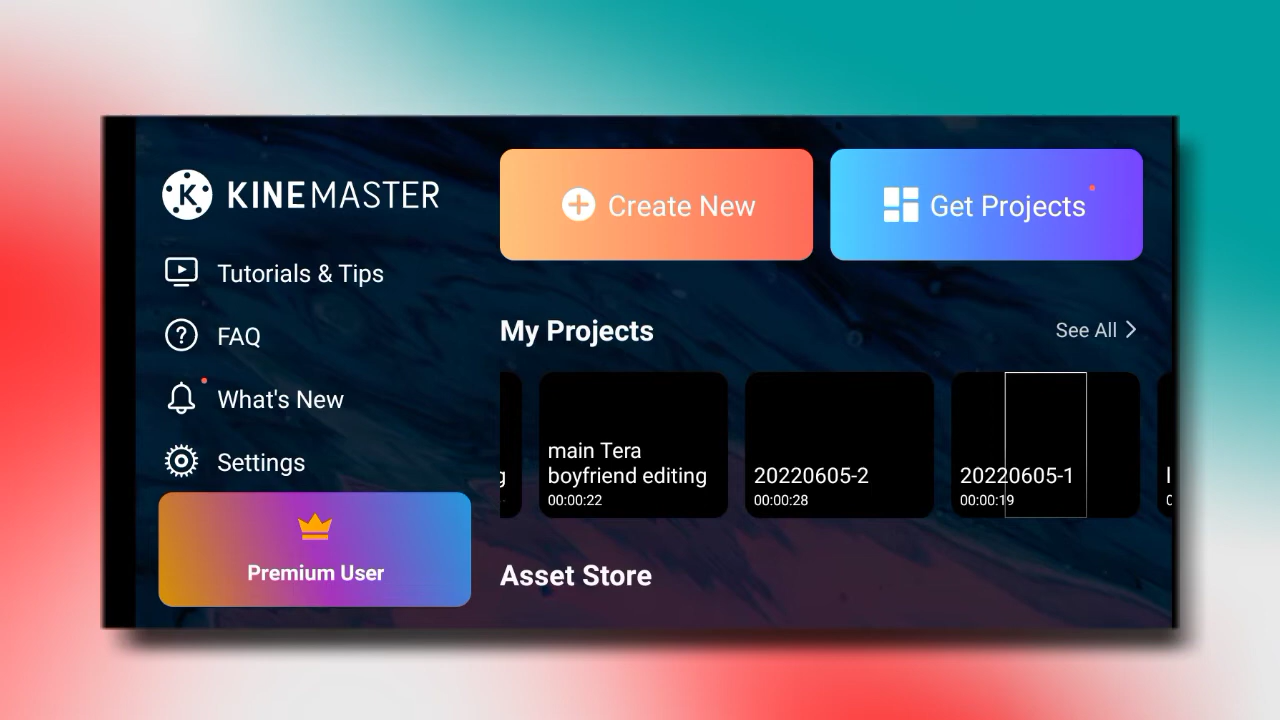 KINEMASTER
Tutorials & Tips
FAQ
What's New
Settings
Premium User
Create New
Get Projects
My Projects
See All
main Tera
boyfriend editing
00:00:22
20220605-2
00:00:28
20220605-1
00:00:19
Asset Store